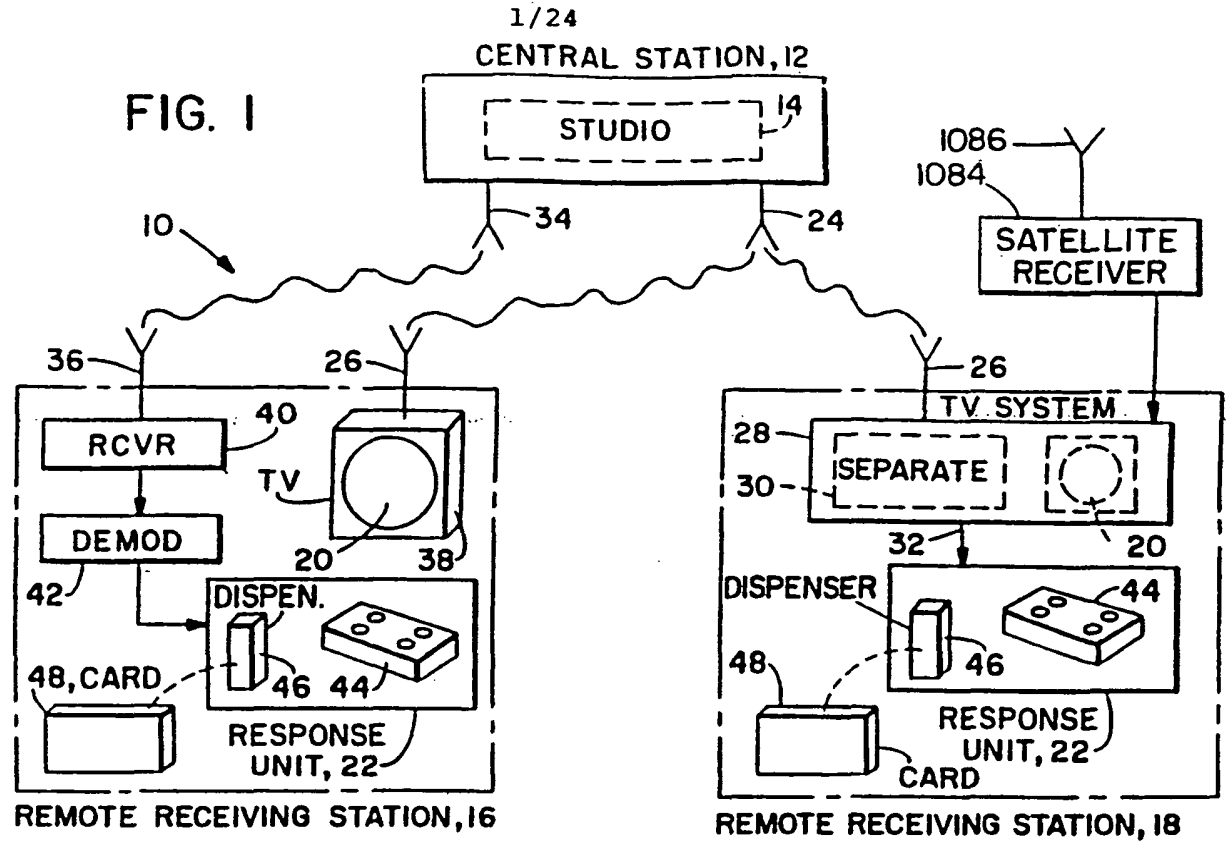 1/24
CENTRAL STATION, 12
FIG. 1
STUDIO
14
1086
1084
34
24
10
SATELLITE
RECEIVER
36
26
26
TV SYSTEM
RCVR
40
28
SEPARATE
TV
30
DEMOD
20
38
32
20
42
DISPEN.
DISPENSER
44
48, CARD
46
44
48
46
RESPONSE
UNIT, 22
RESPONSE
UNIT, 22
CARD
REMOTE RECEIVING STATION, 16
REMOTE RECEIVING STATION, 18